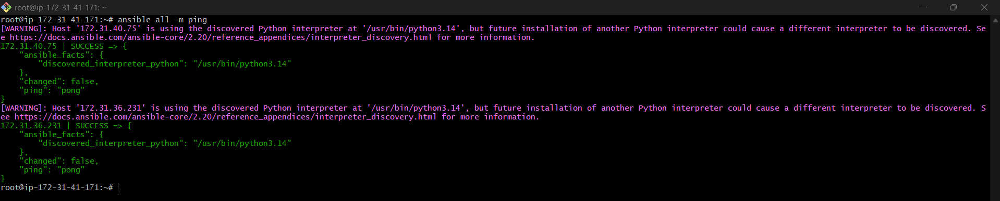 root@ip-172-31-41-171: ~
root@ip-172-31-41-171:~# ansible all -m ping
[WARNING]: Host '172.31.40.75' is using the discovered Python interpreter at '/usr/bin/python3.14', but future installation of another Python interpreter could cause a different interpreter to be discovered. Se
e https://docs.ansible.com/ansible-core/2.20/reference_appendices/interpreter_discovery.html for more information.
172.31.40.75 | SUCCESS => {
    "ansible_facts": {
        "discovered_interpreter_python": "/usr/bin/python3.14"
    },
    "changed": false,
    "ping": "pong"
}
[WARNING]: Host '172.31.36.231' is using the discovered Python interpreter at '/usr/bin/python3.14', but future installation of another Python interpreter could cause a different interpreter to be discovered. S
ee https://docs.ansible.com/ansible-core/2.20/reference_appendices/interpreter_discovery.html for more information.
172.31.36.231 | SUCCESS => {
    "ansible_facts": {
        "discovered_interpreter_python": "/usr/bin/python3.14"
    },
    "changed": false,
    "ping": "pong"
}
root@ip-172-31-41-171:~#